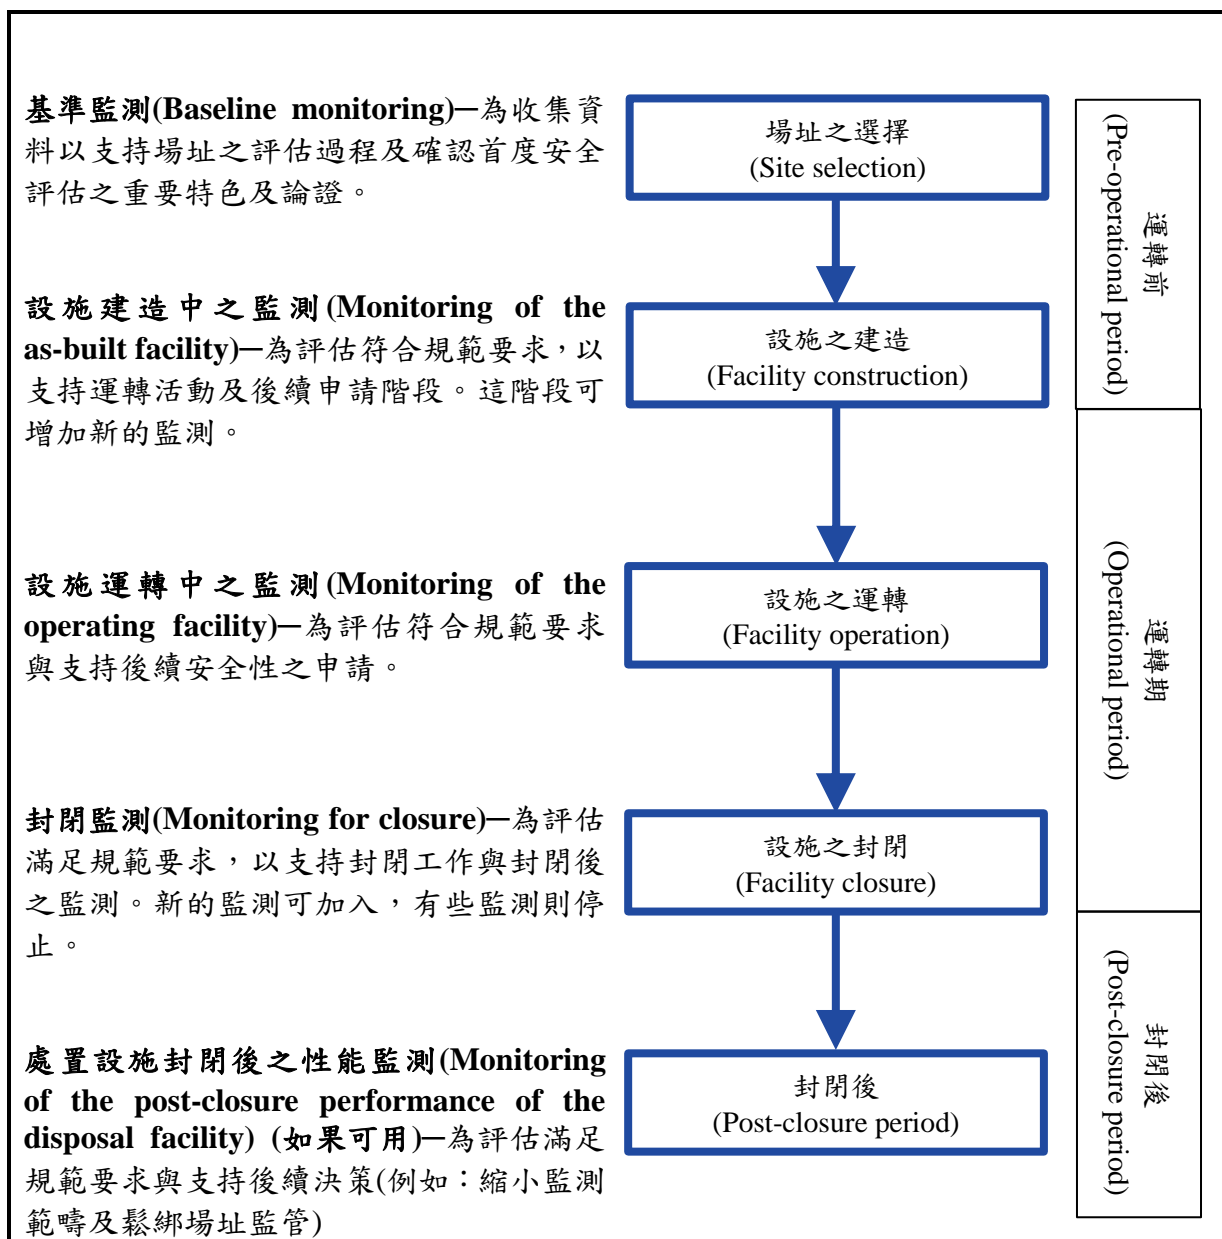 基準監測(Baseline monitoring)─為收集資
料以支持場址之評估過程及確認首度安全
評估之重要特色及論證。
場址之選擇
(Site selection)
設施建造中之監測(Monitoring of the
as-built facility)─為評估符合規範要求，以
支持運轉活動及後續申請階段。這階段可
增加新的監測。
設施之建造
(Facility construction)
運轉前
(Pre-operational period)
設施運轉中之監測(Monitoring of the
operating facility)─為評估符合規範要求
與支持後續安全性之申請。
設施之運轉
(Facility operation)
運轉期
(Operational period)
封閉監測(Monitoring for closure)─為評估
滿足規範要求，以支持封閉工作與封閉後
之監測。新的監測可加入，有些監測則停
止。
設施之封閉
(Facility closure)
處置設施封閉後之性能監測(Monitoring
of the post-closure performance of the
disposal facility) (如果可用)─為評估滿足
規範要求與支持後續決策(例如：縮小監測
範疇及鬆綁場址監管)
封閉後
(Post-closure period)
封閉後
(Post-closure period)